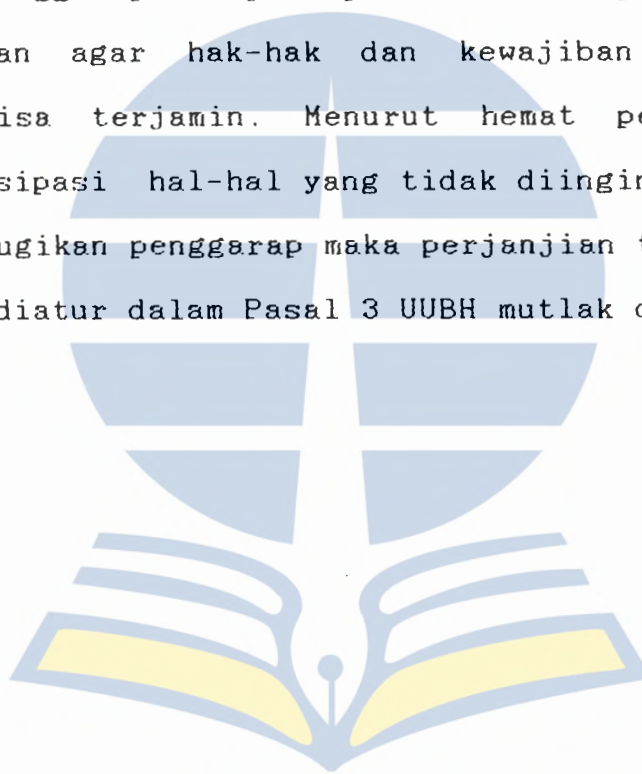 an agar hak-hak dan kewajiban
isa terjamin. Menurut hemat pe
sipasi hal-hal yang tidak diingin
ugikan penggarap maka perjanjian t
diatur dalam Pasal 3 UUBH mutlak d